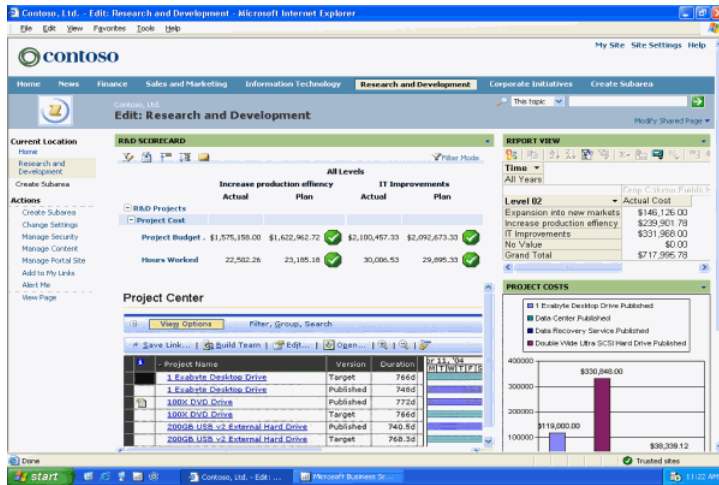 Contoso, Ltd. - Edit: Research and Development - Microsoft Internet Explorer
File Edit View Favorites Tools Help
contoso
My Site Site Settings Help
Home News Finance Sales and Marketing Information Technology Research and Development Corporate Initiatives Create Subarea
Contoso, Ltd.
Edit: Research and Development
This topic
Modify Shared Page
Current Location
Home
Research and
Development
Create Subarea
Actions
Create Subarea
Change Settings
Manage Security
Manage Content
Manage Portal Site
Add to My Links
Alert Me
View Page
R&D SCORECARD
Filter Mode
All Levels
Increase production effiency IT Improvements
Actual Plan Actual Plan
R&D Projects
Project Cost
Project Budget . $1,575,158.00 $1,622,962.72 $2,100,457.33 $2,092,673.33
Hours Worked 22,502.26 23,185.18 30,006.53 29,895.33
Project Center
View Options Filter, Group, Search
Save Link... Build Team Edit... Open...
Project Name Version Duration br 11, '04
M T W T F S
1 Exabyte Desktop Drive Target 766d
1 Exabyte Desktop Drive Published 748d
100X DVD Drive Published 772d
100X DVD Drive Target 766d
200GB USB v2 External Hard Drive Published 740.5d
200GB USB v2 External Hard Drive Target 768.3d
REPORT VIEW
Time
All Years
Drop Column Fields H
Level 02 Actual Cost
Expansion into new markets $146,126.00
Increase production effiency $239,901.78
IT Improvements $331,968.00
No Value $0.00
Grand Total $717,995.78
PROJECT COSTS
1 Exabyte Desktop Drive.Published
Data Center.Published
Data Recovery Service.Published
Double Wide Ultra SCSI Hard Drive.Published
400000
$330,848.00
300000
200000
$119,000.00
100000
$38,339.12
Done
Trusted sites
start
Contoso, Ltd. - Edit: ...
Microsoft Business Sc...
11:22 AM